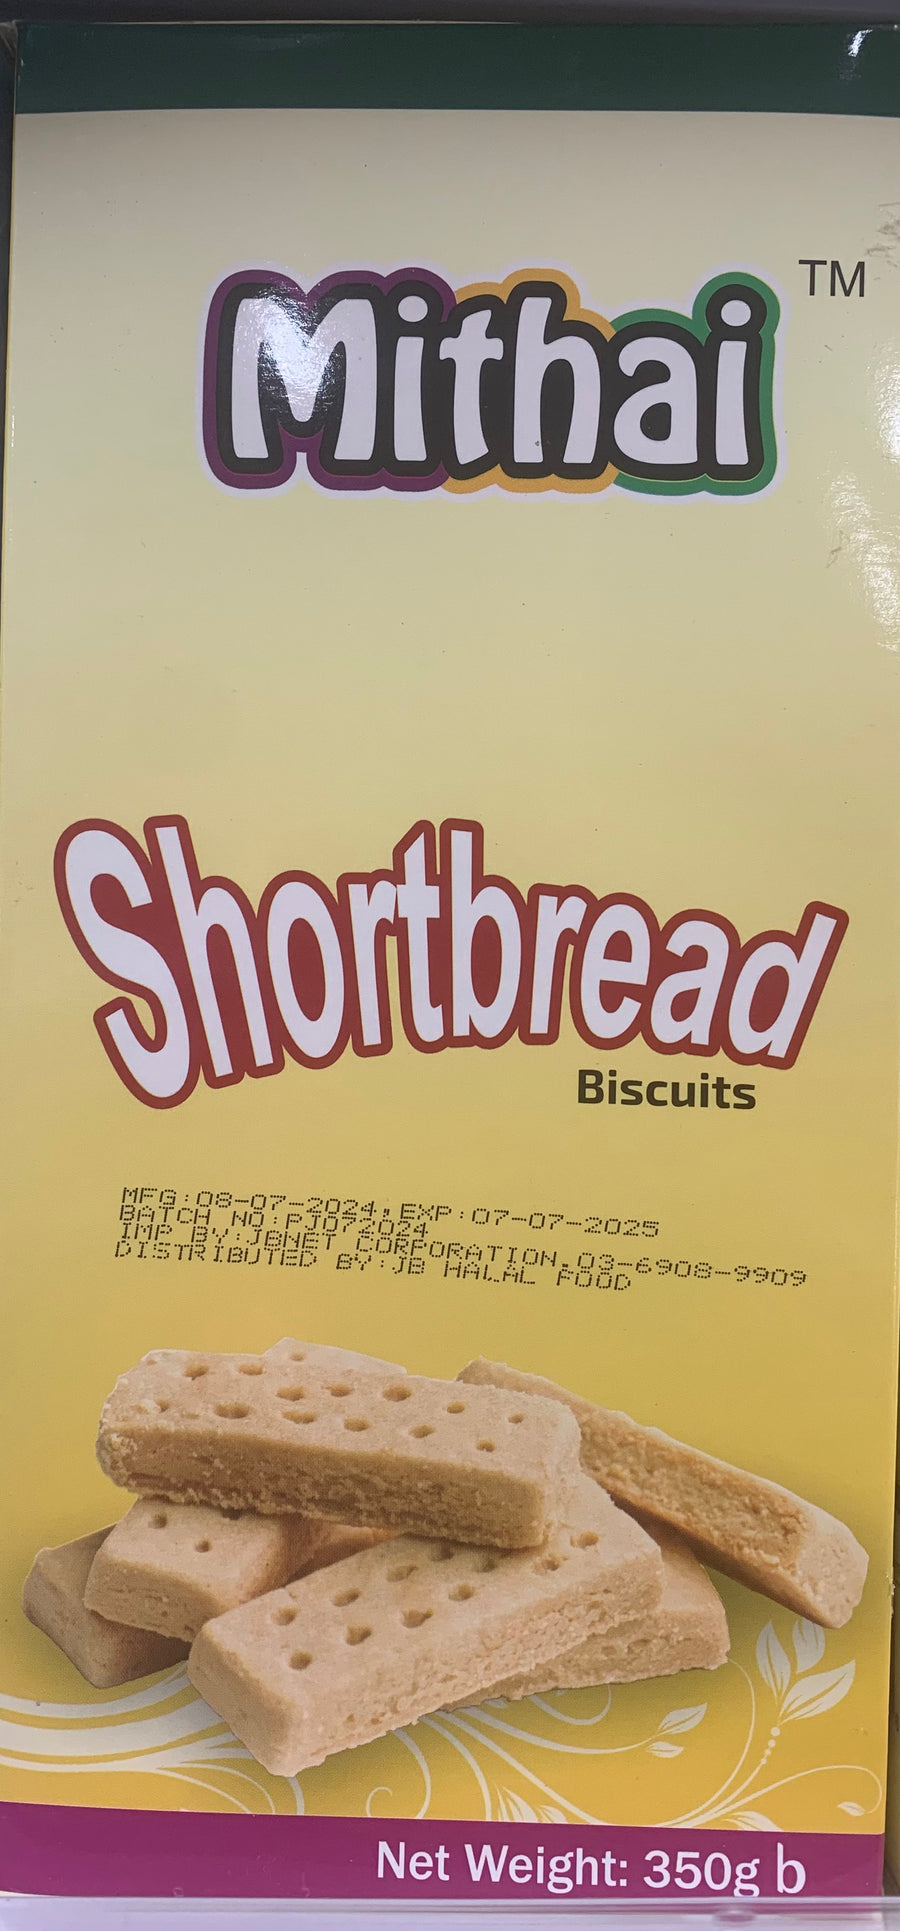 Mithai TM
Shortbread
Biscuits
MFG:08-07-2024,EXP:07-07-2025
BATCH NO:PJ072024
IMP BY:JBNET CORPORATION.03-6908-9909
DISTRIBUTED BY:JB HALAL FOOD
Net Weight: 350g b